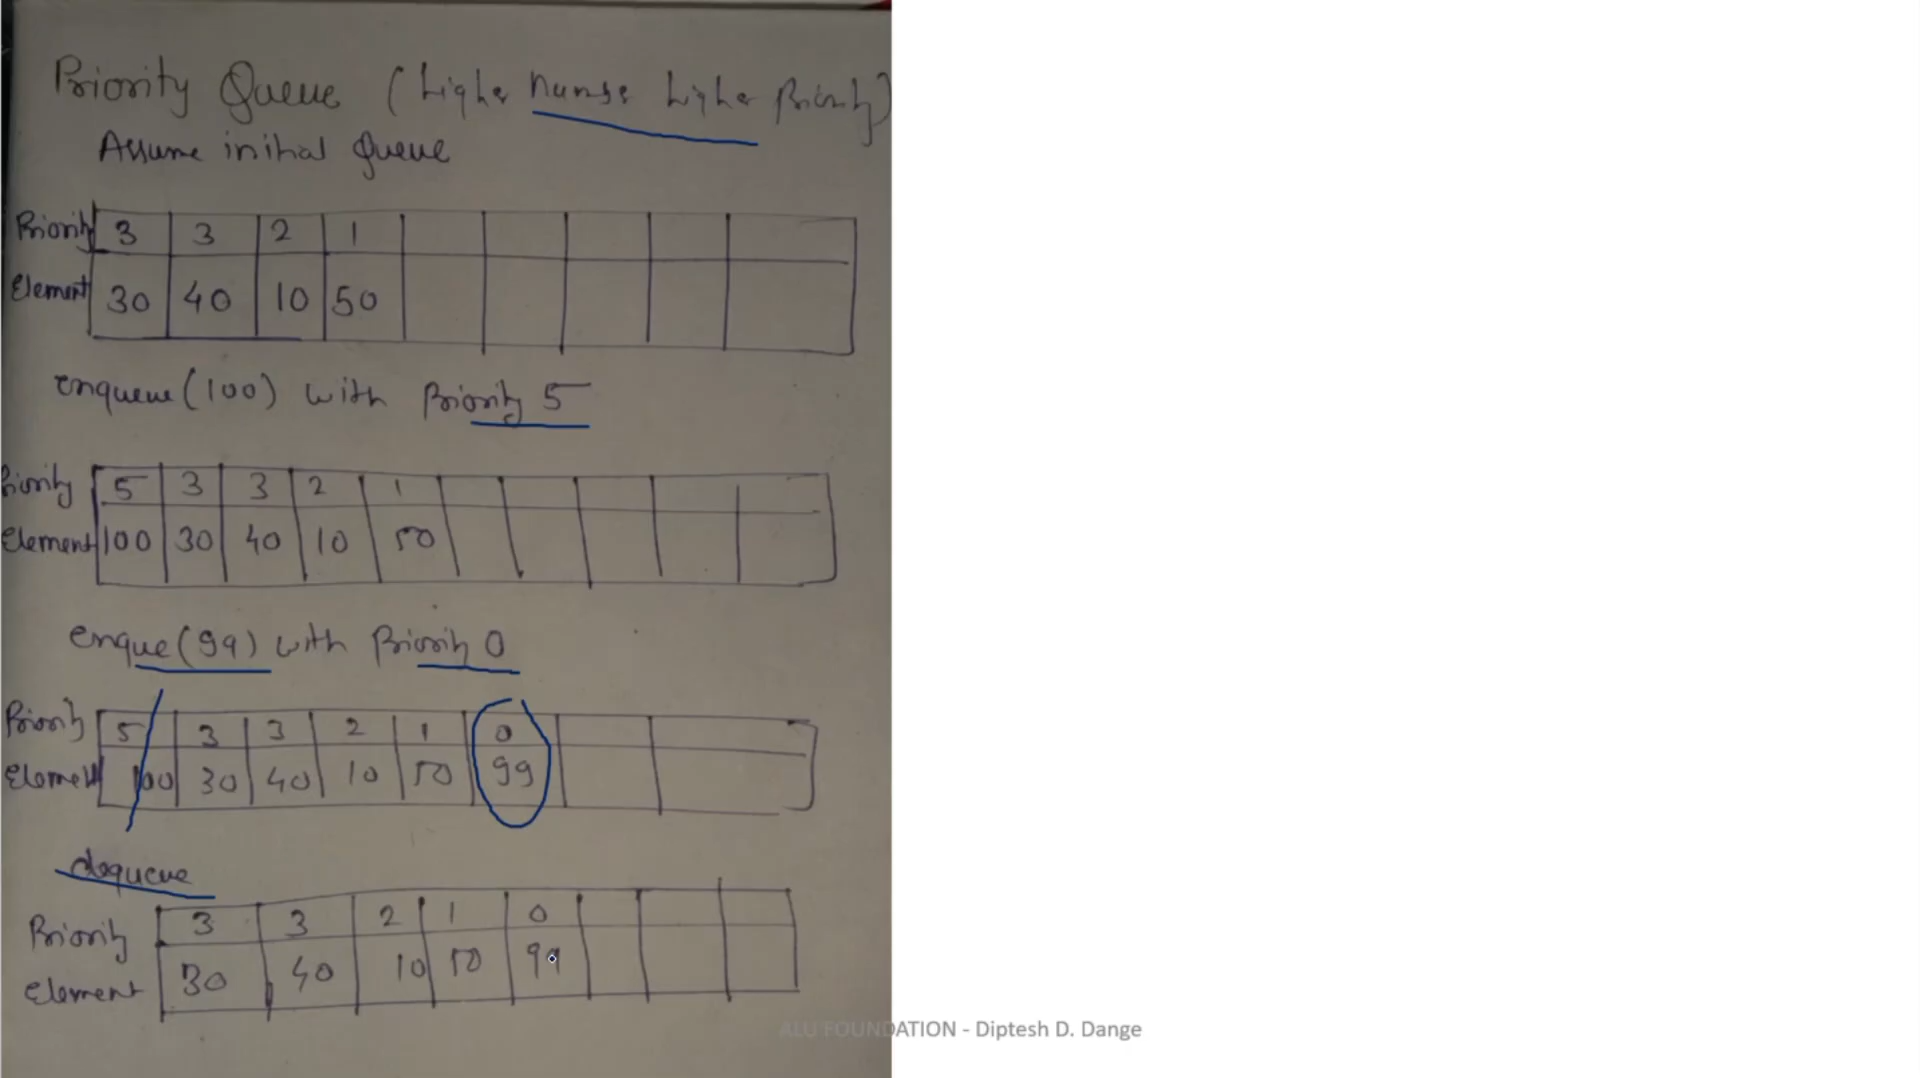 Priority Queue (higher number higher Priority)
Assume initial Queue
Priority 3 3 2 1
Element 30 40 10 50
enqueue(100) with Priority 5
Priority 5 3 3 2 1
Element 100 30 40 10 50
enque(99) with Priority 0
Priority 5 3 3 2 1 0
Element 100 30 40 10 50 99
dequeue
Priority 3 3 2 1 0
Element 30 40 10 50 99
ALU FOUNDATION - Diptesh D. Dange